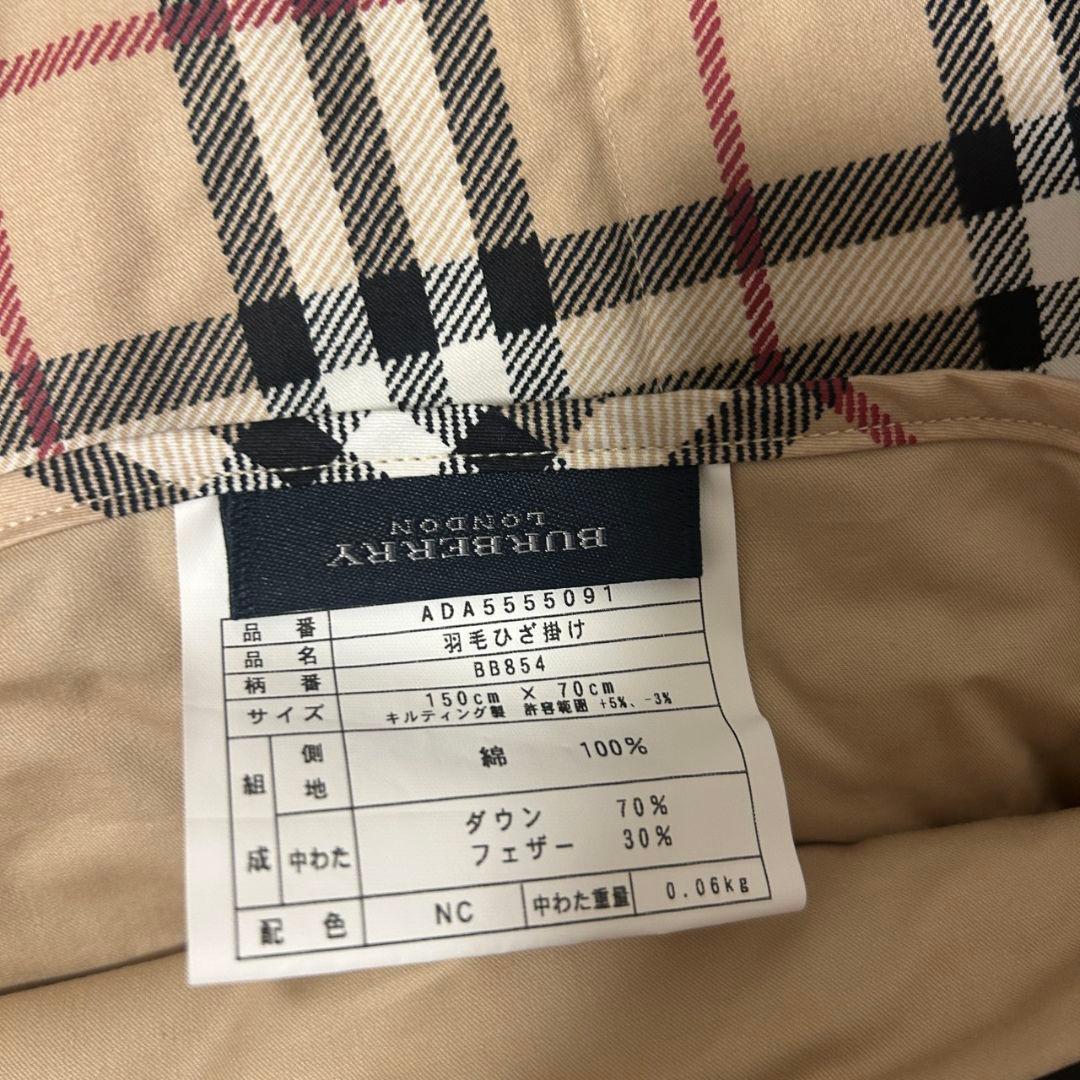 BURBERRY
LONDON
品番 ADA5555091
品名 羽毛ひざ掛け
柄番 BB854
サイズ 150cm × 70cm
キルティング製 許容範囲 +5%、-3%
組成 側地 綿 100%
中わた ダウン 70%
フェザー 30%
配色 NC 中わた重量 0.06kg